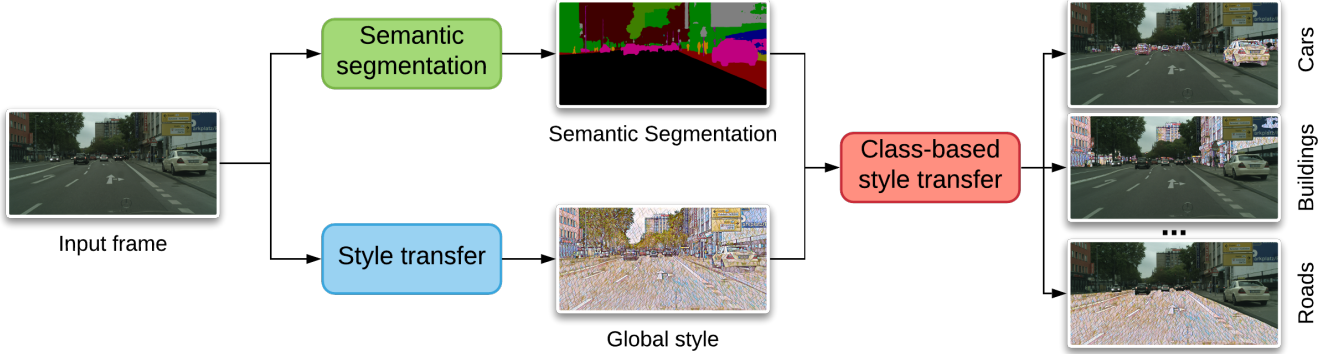 Semantic
segmentation
Semantic Segmentation
Input frame
Style transfer
Global style
Class-based
style transfer
Cars
Buildings
...
Roads